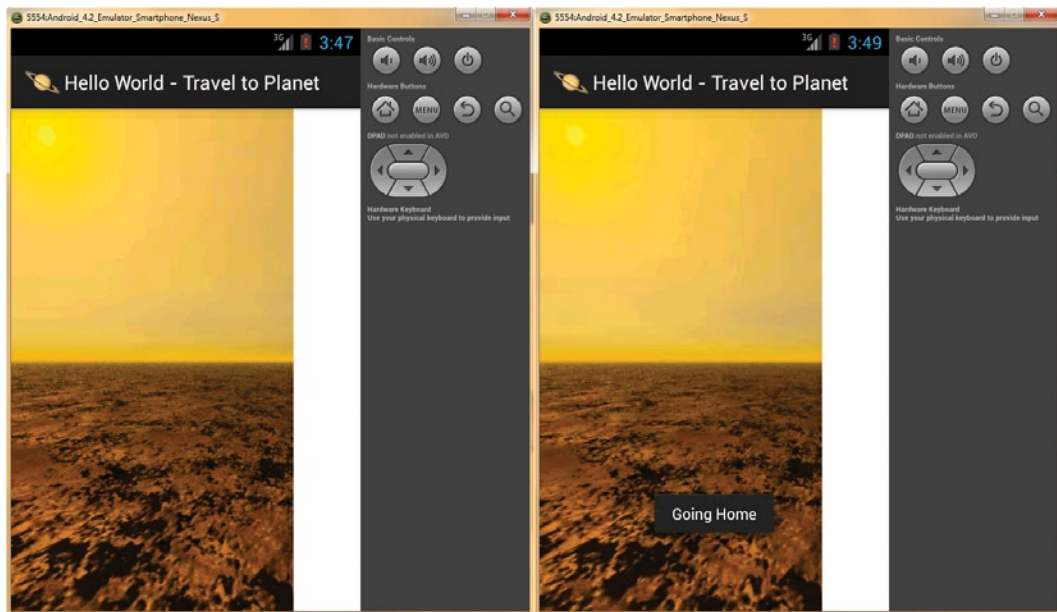 5554:Android_4.2_Emulator_Smartphone_Nexus_S
3G 3:47
Hello World - Travel to Planet
Basic Controls
Hardware Buttons
MENU
DPAD not enabled in AVD
Hardware Keyboard
Use your physical keyboard to provide input
5554:Android_4.2_Emulator_Smartphone_Nexus_S
3G 3:49
Hello World - Travel to Planet
Going Home
Basic Controls
Hardware Buttons
MENU
DPAD not enabled in AVD
Hardware Keyboard
Use your physical keyboard to provide input